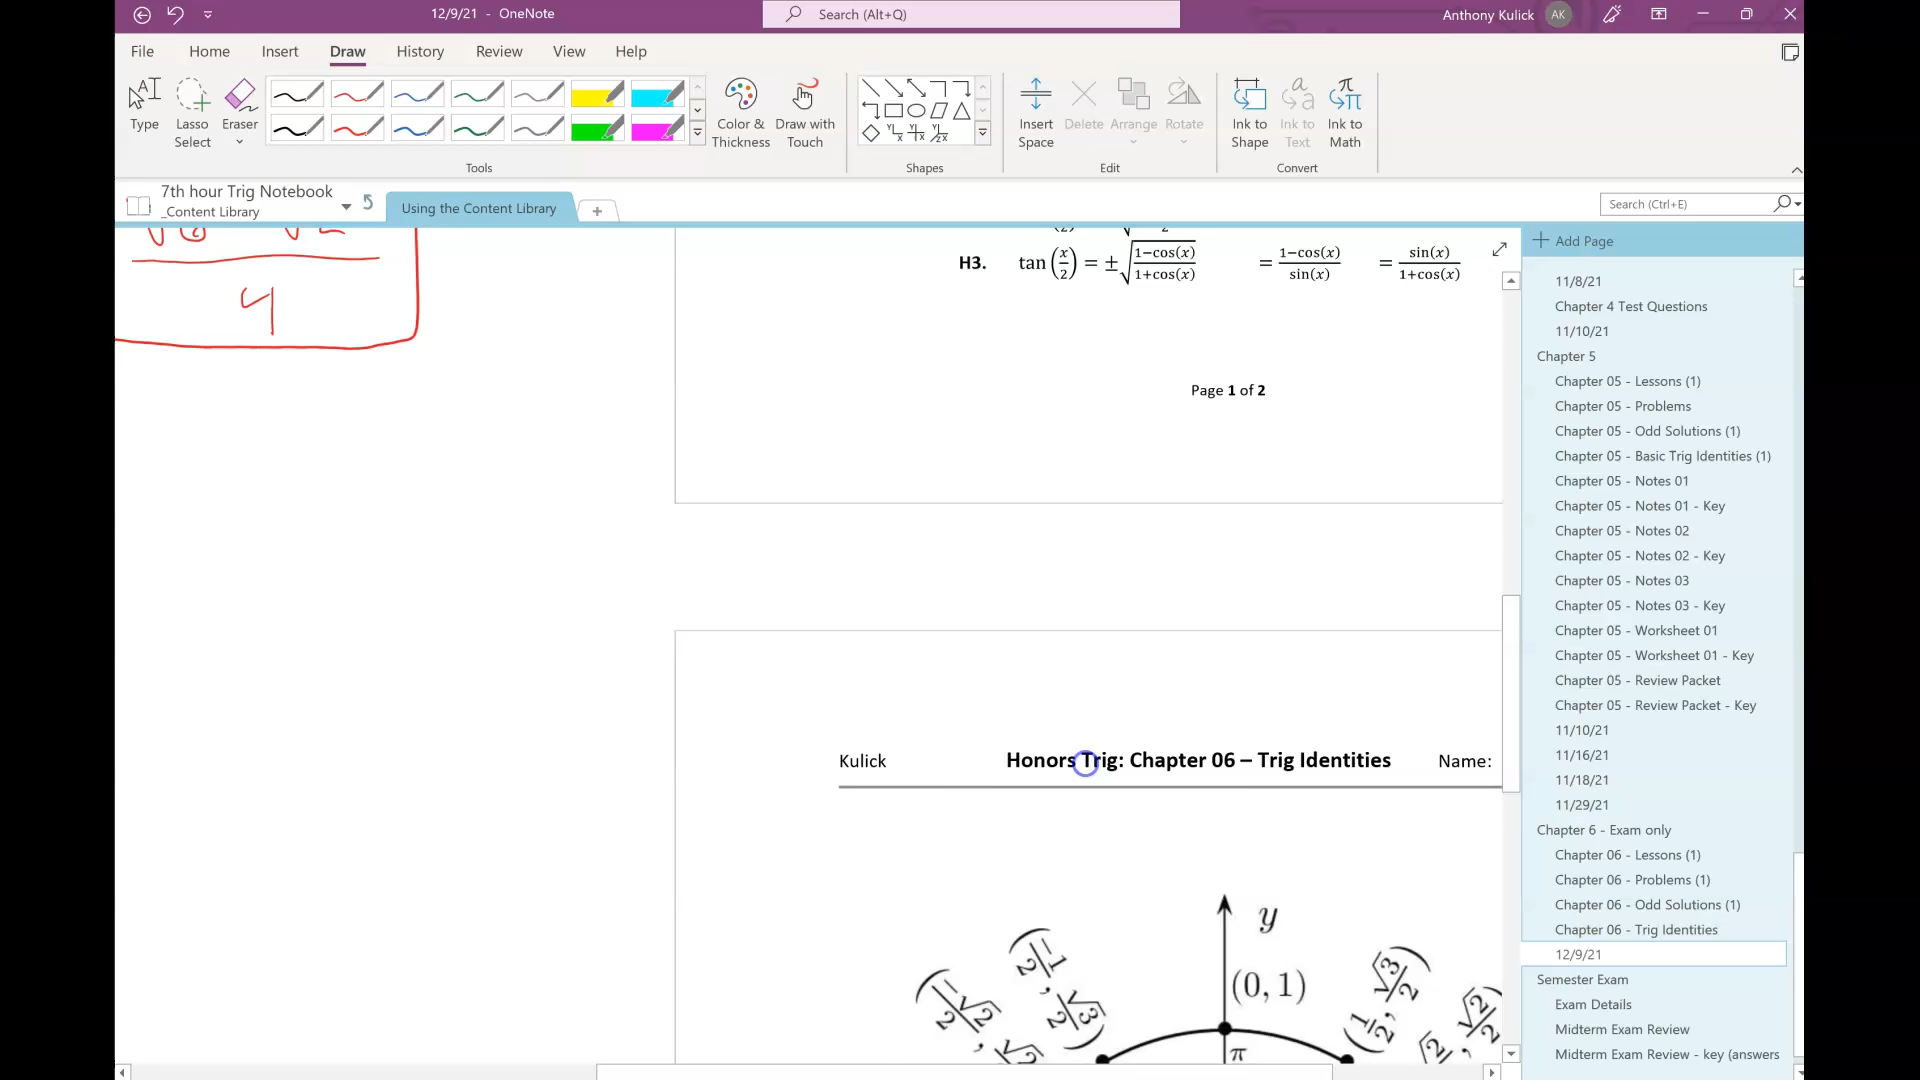 12/9/21 - OneNote
Search (Alt+Q)
Anthony Kulick AK
File Home Insert Draw History Review View Help
Type
Lasso Select
Eraser
Color & Thickness
Draw with Touch
Insert Space
Delete
Arrange
Rotate
Ink to Shape
Ink to Text
Ink to Math
Tools
Shapes
Edit
Convert
7th hour Trig Notebook
_Content Library
Using the Content Library
Search (Ctrl+E)
4
H3. tan(x/2) = ±√((1−cos(x))/(1+cos(x))) = (1−cos(x))/sin(x) = sin(x)/(1+cos(x))
Page 1 of 2
Kulick Honors Trig: Chapter 06 – Trig Identities Name:
y
(0, 1)
(−1/2, √3/2)
(1/2, √3/2)
π
Add Page
11/8/21
Chapter 4 Test Questions
11/10/21
Chapter 5
Chapter 05 - Lessons (1)
Chapter 05 - Problems
Chapter 05 - Odd Solutions (1)
Chapter 05 - Basic Trig Identities (1)
Chapter 05 - Notes 01
Chapter 05 - Notes 01 - Key
Chapter 05 - Notes 02
Chapter 05 - Notes 02 - Key
Chapter 05 - Notes 03
Chapter 05 - Notes 03 - Key
Chapter 05 - Worksheet 01
Chapter 05 - Worksheet 01 - Key
Chapter 05 - Review Packet
Chapter 05 - Review Packet - Key
11/10/21
11/16/21
11/18/21
11/29/21
Chapter 6 - Exam only
Chapter 06 - Lessons (1)
Chapter 06 - Problems (1)
Chapter 06 - Odd Solutions (1)
Chapter 06 - Trig Identities
12/9/21
Semester Exam
Exam Details
Midterm Exam Review
Midterm Exam Review - key (answers